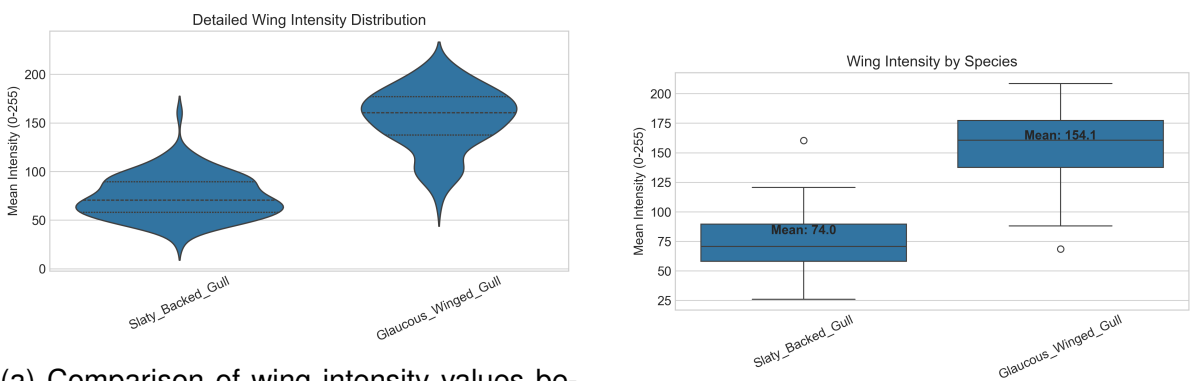 Detailed Wing Intensity Distribution
Mean Intensity (0-255)
200
150
100
50
0
Slaty_Backed_Gull
Glaucous_Winged_Gull
Wing Intensity by Species
Mean Intensity (0-255)
200
175
150
125
100
75
50
25
Mean: 74.0
Mean: 154.1
Slaty_Backed_Gull
Glaucous_Winged_Gull
(a) Comparison of wing intensity values be-